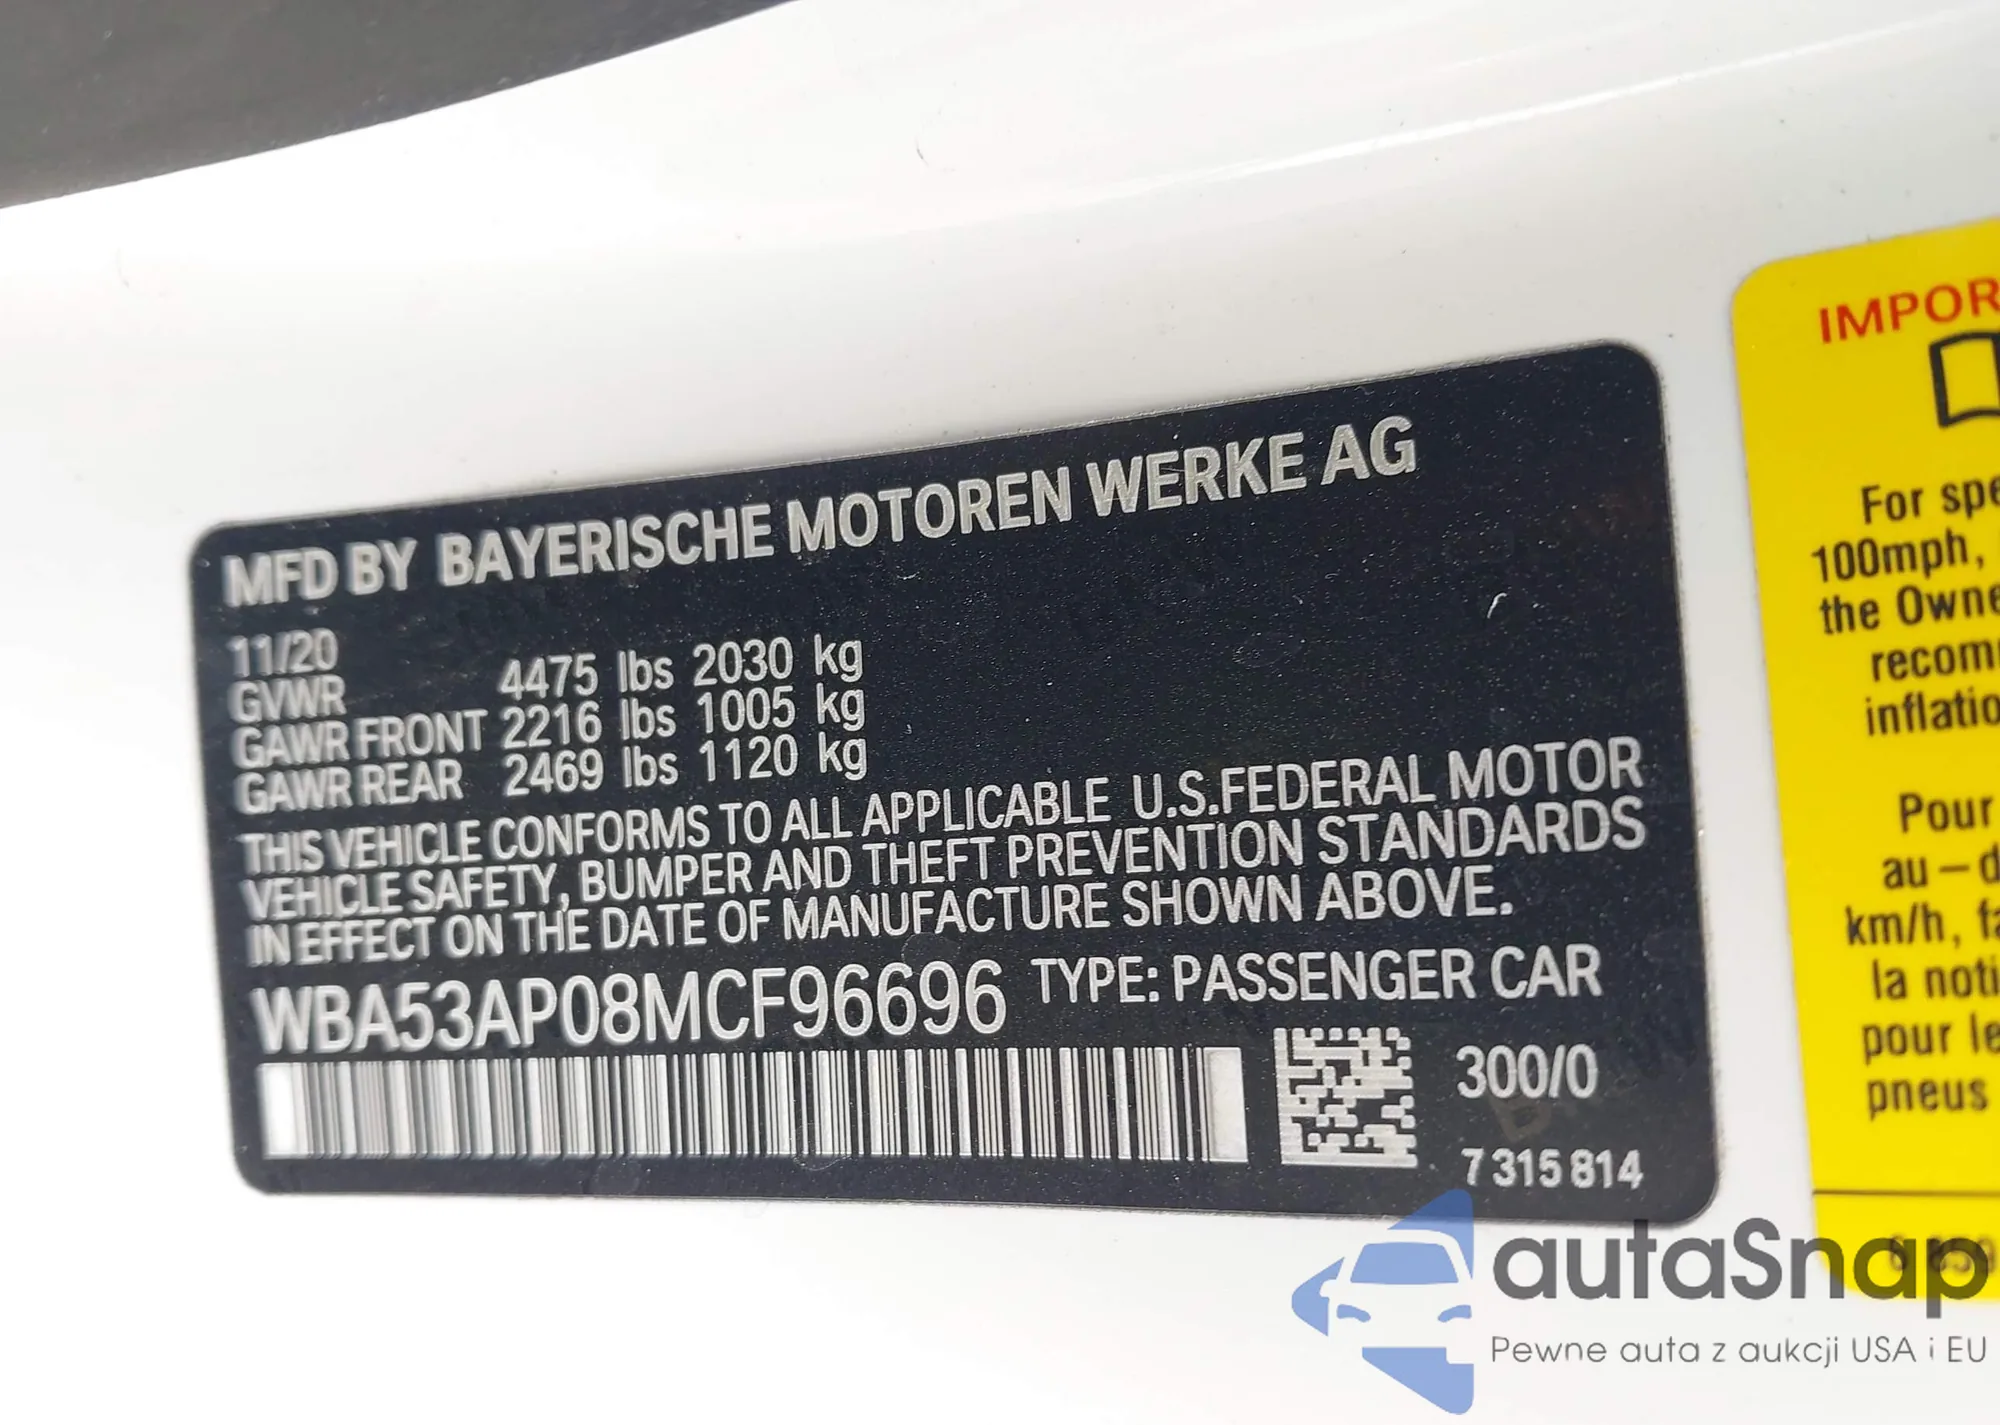 MFD BY BAYERISCHE MOTOREN WERKE AG
11/20
GVWR 4475 lbs 2030 kg
GAWR FRONT 2216 lbs 1005 kg
GAWR REAR 2469 lbs 1120 kg
THIS VEHICLE CONFORMS TO ALL APPLICABLE U.S.FEDERAL MOTOR
VEHICLE SAFETY, BUMPER AND THEFT PREVENTION STANDARDS
IN EFFECT ON THE DATE OF MANUFACTURE SHOWN ABOVE.
WBA53AP08MCF96696 TYPE: PASSENGER CAR
300/0
7 315 814
IMPOR
For spe
100mph,
the Owne
recom
inflatio
Pour
au – d
km/h, fa
la noti
pour le
pneus
6 859
autaSnap
Pewne auta z aukcji USA i EU